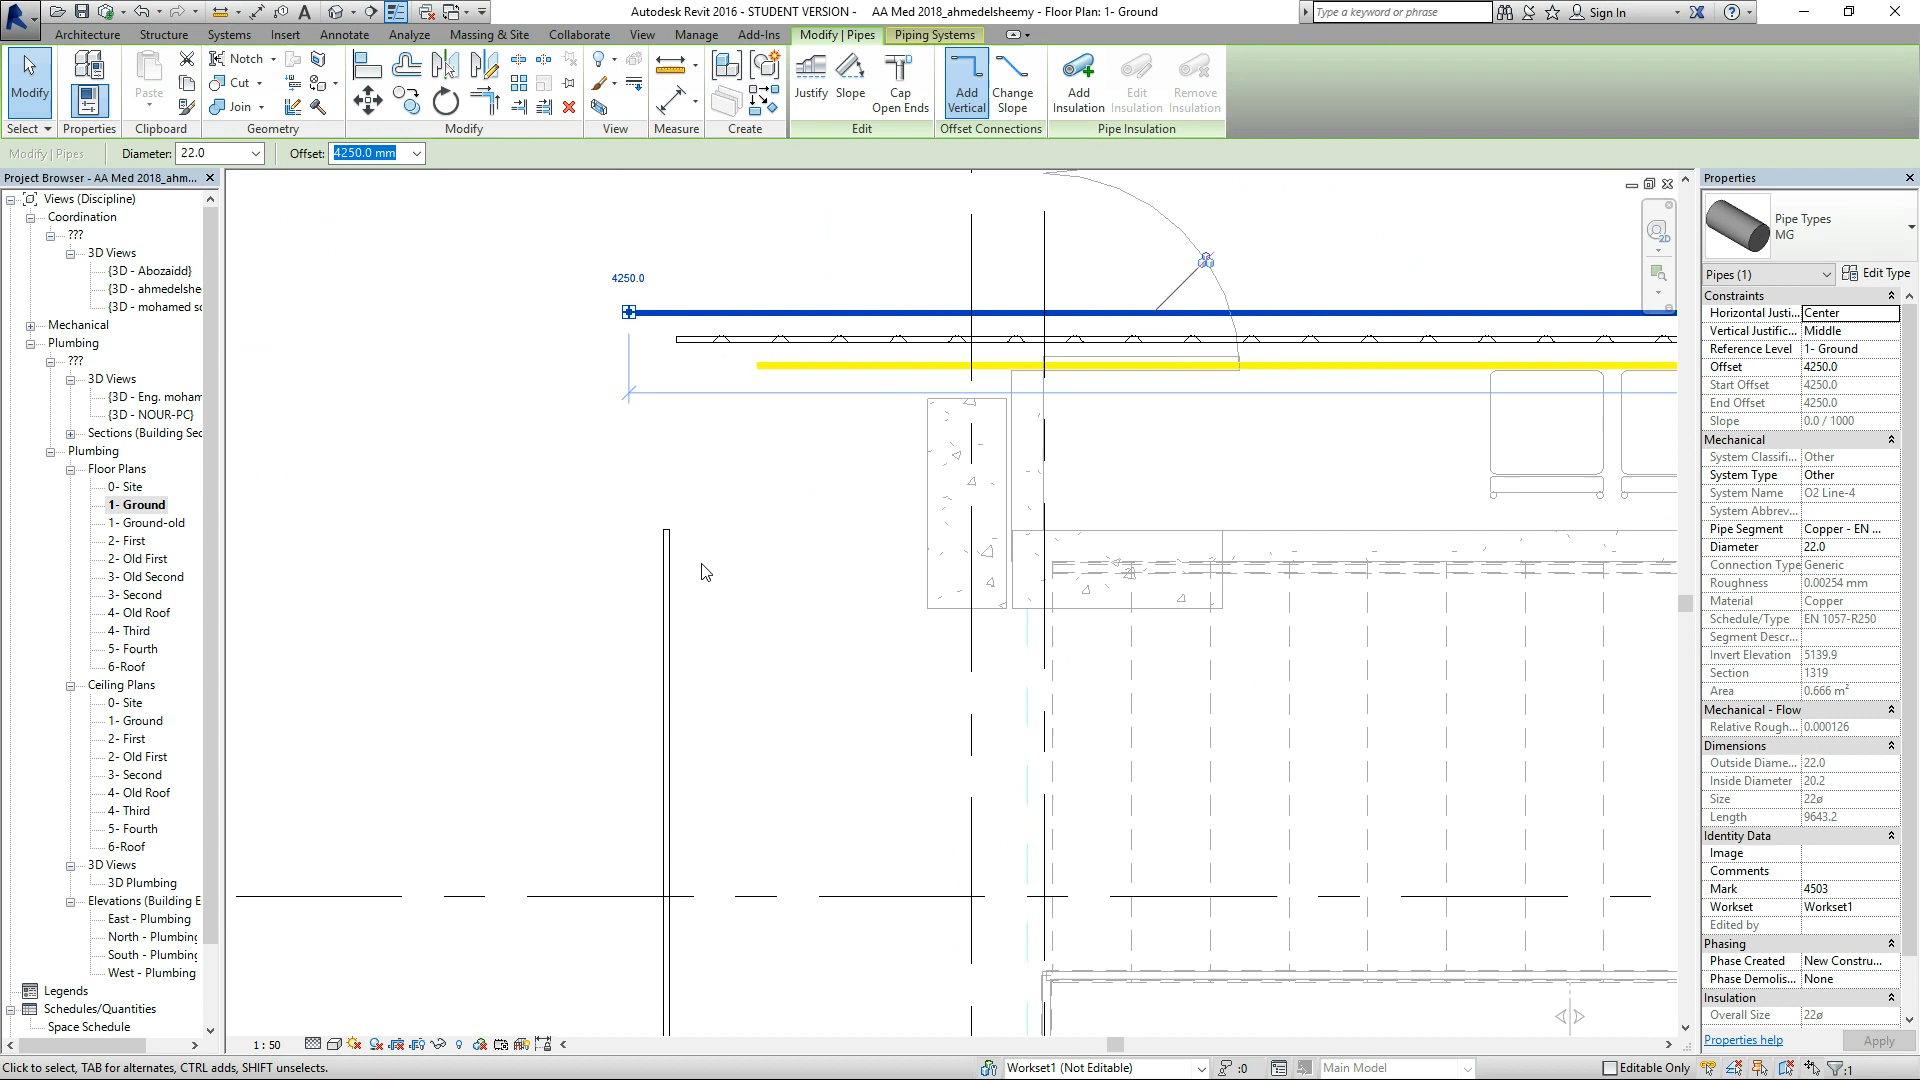 Autodesk Revit 2016 - STUDENT VERSION -    AA Med 2018_ahmedelsheemy - Floor Plan: 1- Ground
Type a keyword or phrase
Sign In
Architecture Structure Systems Insert Annotate Analyze Massing & Site Collaborate View Manage Add-Ins Modify | Pipes Piping Systems
Modify
Paste
Notch
Cut
Join
Justify Slope Cap Open Ends
Add Vertical Change Slope
Add Insulation Edit Insulation Remove Insulation
Select Properties Clipboard Geometry Modify View Measure Create Edit Offset Connections Pipe Insulation
Modify | Pipes Diameter: 22.0 Offset: 4250.0 mm
Project Browser - AA Med 2018_ahm...
Views (Discipline)
Coordination
???
3D Views
{3D - Abozaidd}
{3D - ahmedelshe
{3D - mohamed sc
Mechanical
Plumbing
???
3D Views
{3D - Eng. moham
{3D - NOUR-PC}
Sections (Building Sec
Plumbing
Floor Plans
0- Site
1- Ground
1- Ground-old
2- First
2- Old First
3- Old Second
3- Second
4- Old Roof
4- Third
5- Fourth
6-Roof
Ceiling Plans
0- Site
1- Ground
2- First
2- Old First
3- Second
4- Old Roof
4- Third
5- Fourth
6-Roof
3D Views
3D Plumbing
Elevations (Building E
East - Plumbing
North - Plumbing
South - Plumbing
West - Plumbing
Legends
Schedules/Quantities
Space Schedule
4250.0
2D
Properties
Pipe Types
MG
Pipes (1) Edit Type
Constraints
Horizontal Justi... Center
Vertical Justific... Middle
Reference Level 1- Ground
Offset 4250.0
Start Offset 4250.0
End Offset 4250.0
Slope 0.0 / 1000
Mechanical
System Classifi... Other
System Type Other
System Name O2 Line-4
System Abbrev...
Pipe Segment Copper - EN ...
Diameter 22.0
Connection Type Generic
Roughness 0.00254 mm
Material Copper
Schedule/Type EN 1057-R250
Segment Descr...
Invert Elevation 5139.9
Section 1319
Area 0.666 m²
Mechanical - Flow
Relative Rough... 0.000126
Dimensions
Outside Diame... 22.0
Inside Diameter 20.2
Size 22ø
Length 9643.2
Identity Data
Image
Comments
Mark 4503
Workset Workset1
Edited by
Phasing
Phase Created New Constru...
Phase Demolis... None
Insulation
Overall Size 22ø
Properties help Apply
1 : 50
Click to select, TAB for alternates, CTRL adds, SHIFT unselects.
Workset1 (Not Editable) :0 Main Model Editable Only :1